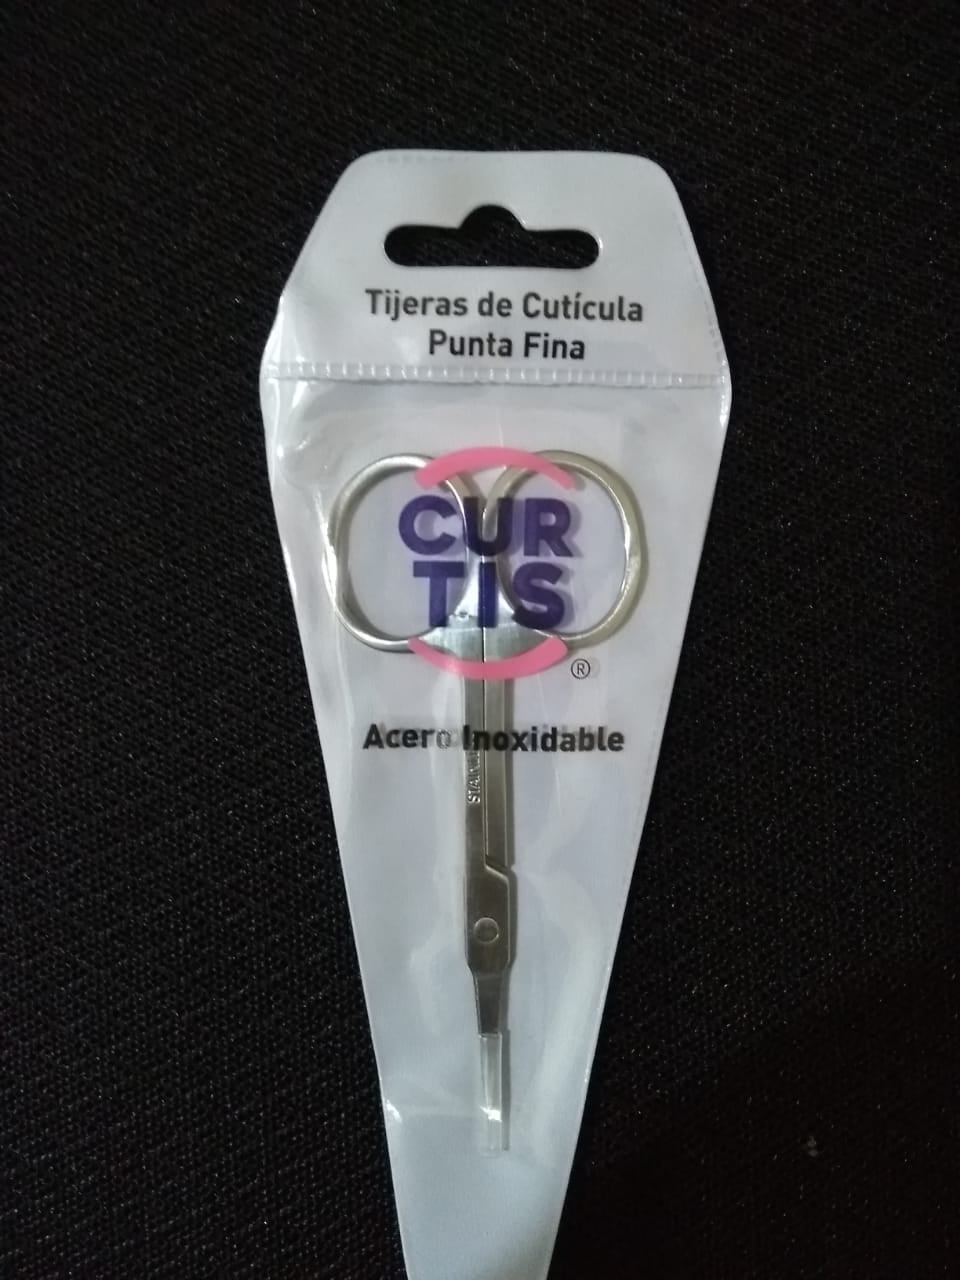 Tijeras de Cutícula
Punta Fina
CUR
TIS
®
Acero Inoxidable